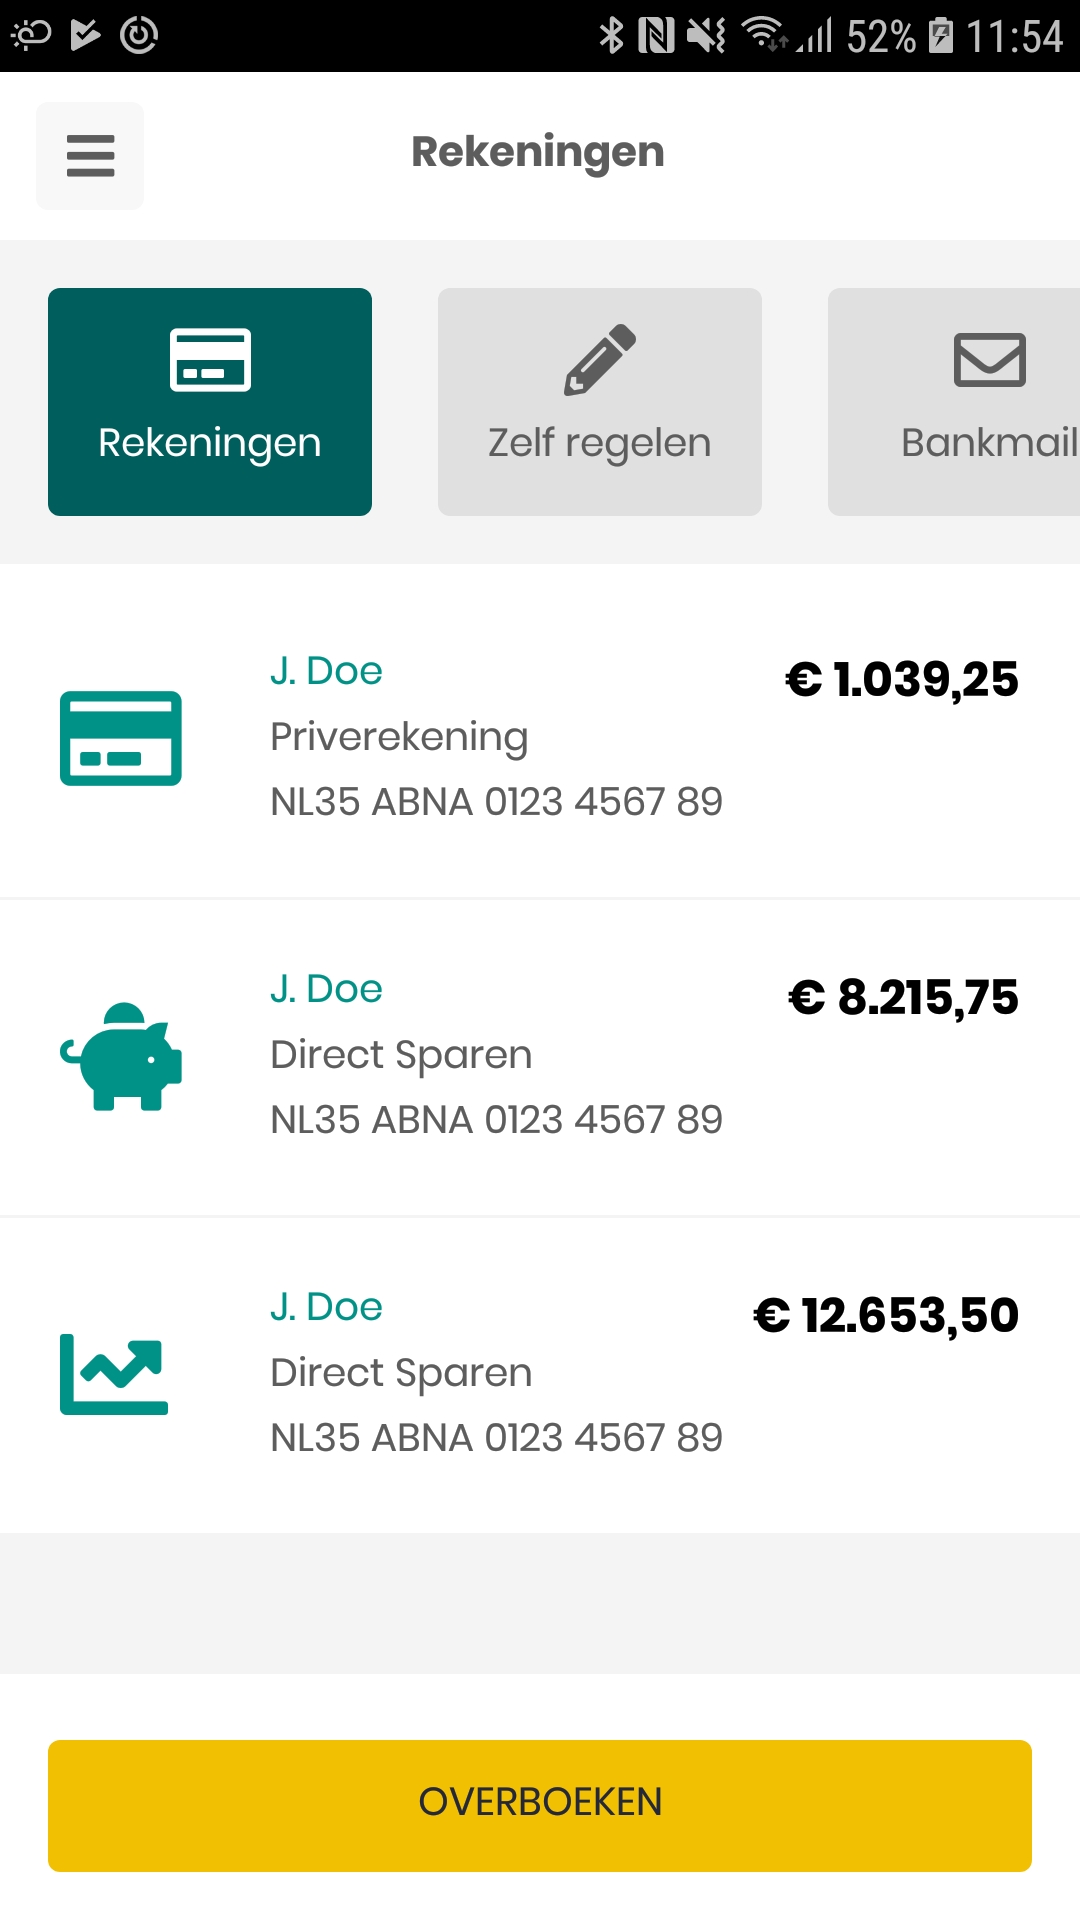 52% 11:54
Rekeningen
Rekeningen Zelf regelen Bankmail
J. Doe € 1.039,25
Priverekening
NL35 ABNA 0123 4567 89
J. Doe € 8.215,75
Direct Sparen
NL35 ABNA 0123 4567 89
J. Doe € 12.653,50
Direct Sparen
NL35 ABNA 0123 4567 89
OVERBOEKEN